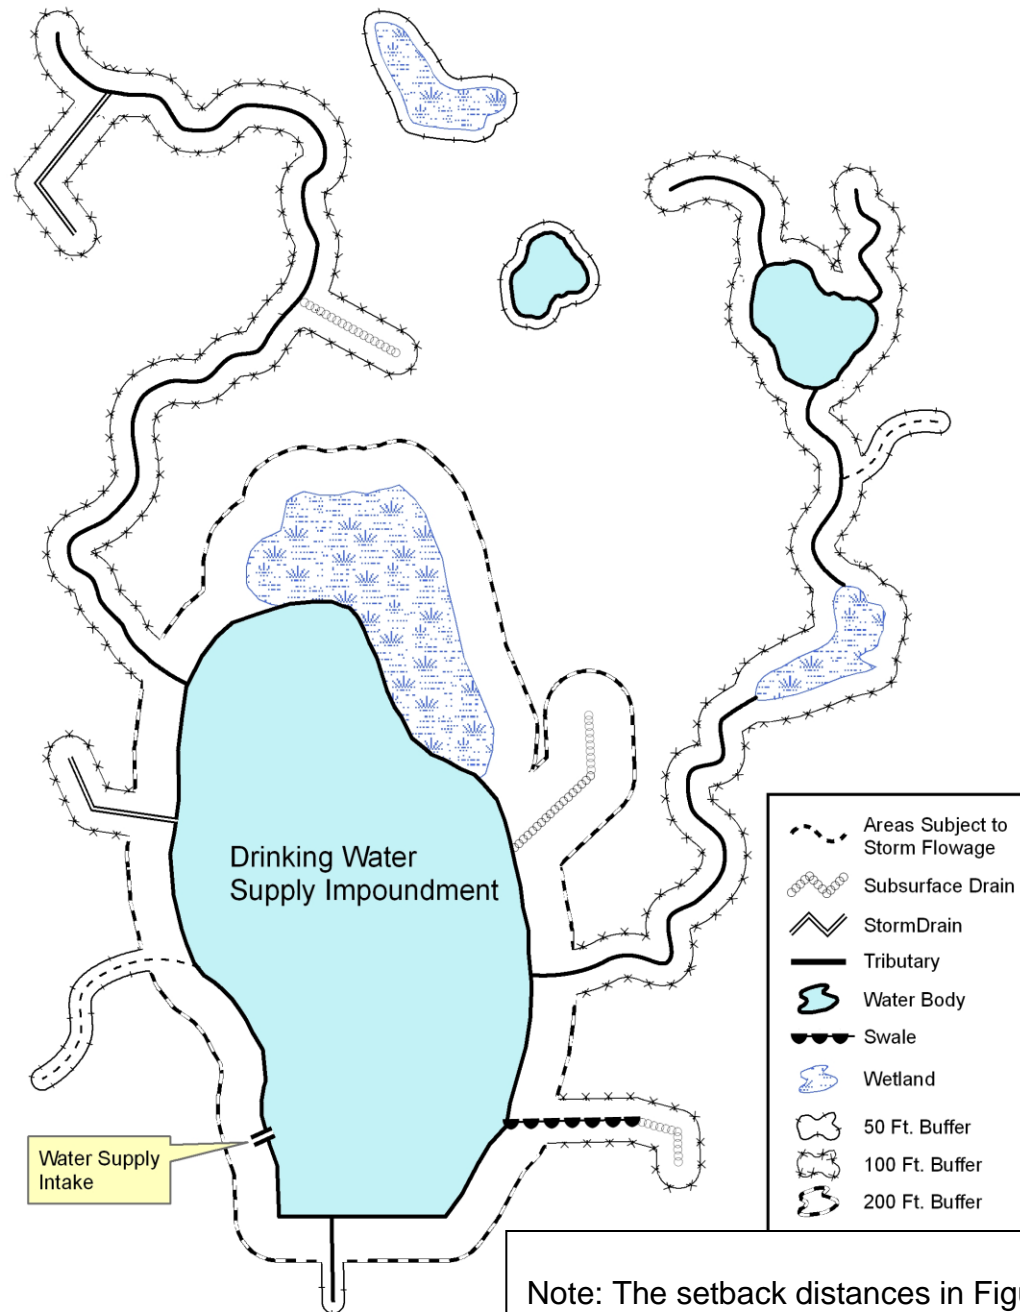 Drinking Water
Supply Impoundment
Water Supply
Intake
Areas Subject to
Storm Flowage
Subsurface Drain
StormDrain
Tributary
Water Body
Swale
Wetland
50 Ft. Buffer
100 Ft. Buffer
200 Ft. Buffer
Note: The setback distances in